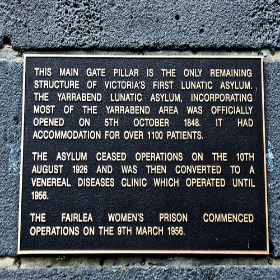 THIS MAIN GATE PILLAR IS THE ONLY REMAINING
STRUCTURE OF VICTORIA'S FIRST LUNATIC ASYLUM.
THE YARRABEND LUNATIC ASYLUM, INCORPORATING
MOST OF THE YARRABEND AREA WAS OFFICIALLY
OPENED ON 5TH OCTOBER 1848. IT HAD
ACCOMMODATION FOR OVER 1100 PATIENTS.
THE ASYLUM CEASED OPERATIONS ON THE 10TH
AUGUST 1926 AND WAS THEN CONVERTED TO A
VENEREAL DISEASES CLINIC WHICH OPERATED UNTIL
1956.
THE FAIRLEA WOMEN'S PRISON COMMENCED
OPERATIONS ON THE 9TH MARCH 1956.